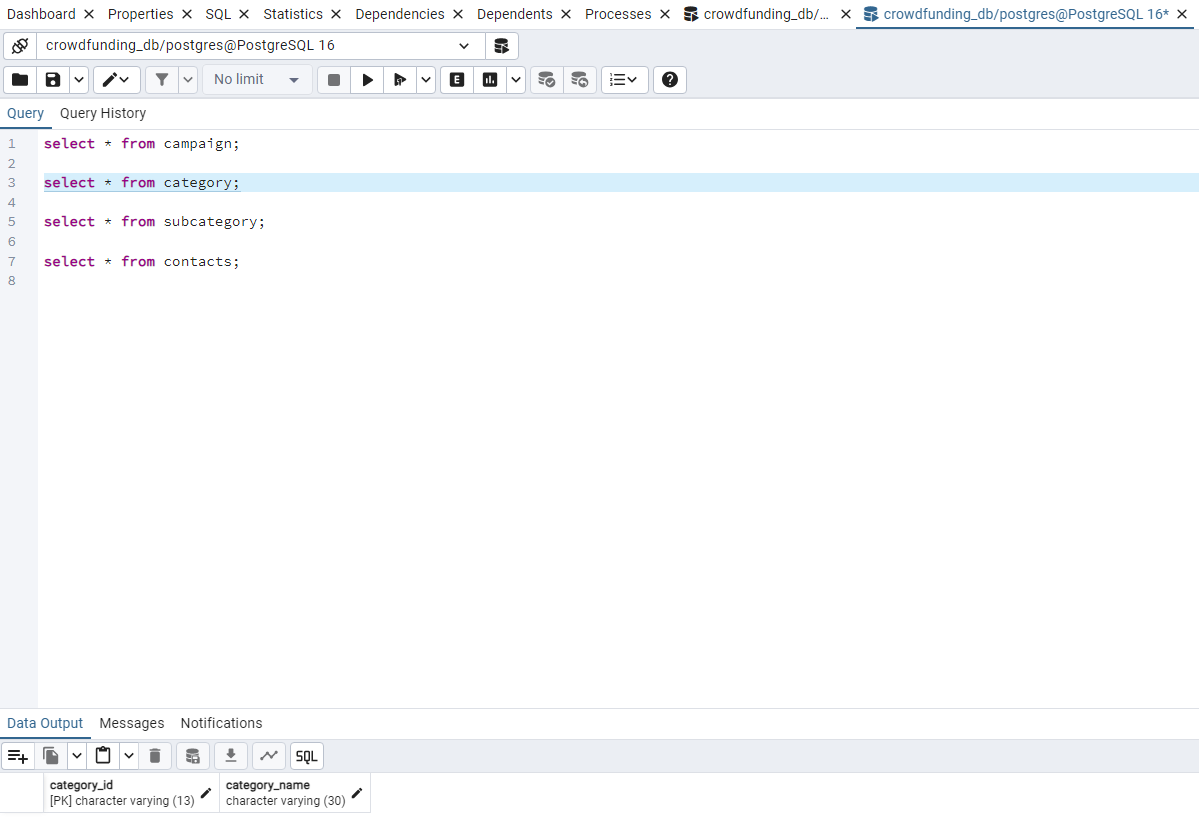 Dashboard Properties SQL Statistics Dependencies Dependents Processes crowdfunding_db/... crowdfunding_db/postgres@PostgreSQL 16*
crowdfunding_db/postgres@PostgreSQL 16
No limit E
Query Query History
1 select * from campaign;
2
3 select * from category;
4
5 select * from subcategory;
6
7 select * from contacts;
8
Data Output Messages Notifications
SQL
category_id category_name
[PK] character varying (13) character varying (30)